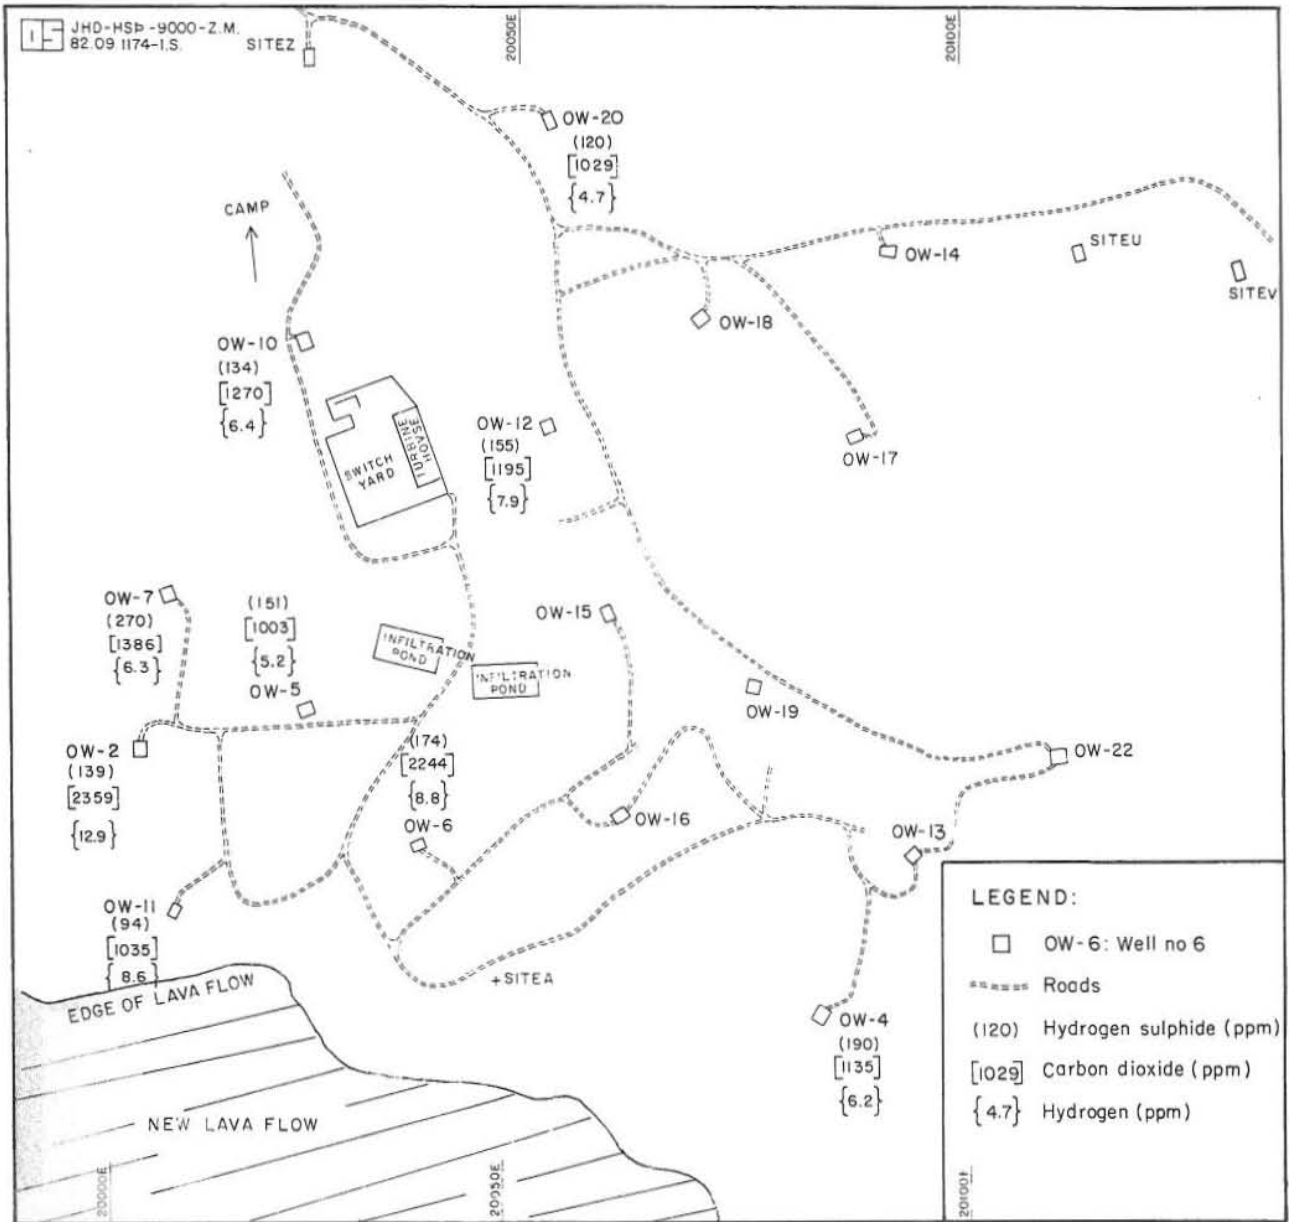 JHD-HSÞ-9000-Z.M.
82.09 1174-I.S.
SITEZ
20050E
20100E
OW-20
(120)
[1029]
{4.7}
CAMP
SITEU
OW-14
SITEV
OW-18
OW-10
(134)
[1270]
{6.4}
TURBINE
HOVSE
SWITCH
YARD
OW-12
(155)
[1195]
{7.9}
OW-17
OW-7
(270)
[1386]
{6.3}
(151)
[1003]
{5.2}
OW-5
OW-15
INFILTRATION
POND
INFILTRATION
POND
OW-19
OW-2
(139)
[2359]
{12.9}
(174)
[2244]
{8.8}
OW-6
OW-22
OW-16
OW-13
OW-11
(94)
[1035]
{8.6}
EDGE OF LAVA FLOW
+SITEA
OW-4
(190)
[1135]
{6.2}
NEW LAVA FLOW
20000E
20050E
20100E
LEGEND:
OW-6: Well no 6
Roads
(120) Hydrogen sulphide (ppm)
[1029] Carbon dioxide (ppm)
{4.7} Hydrogen (ppm)